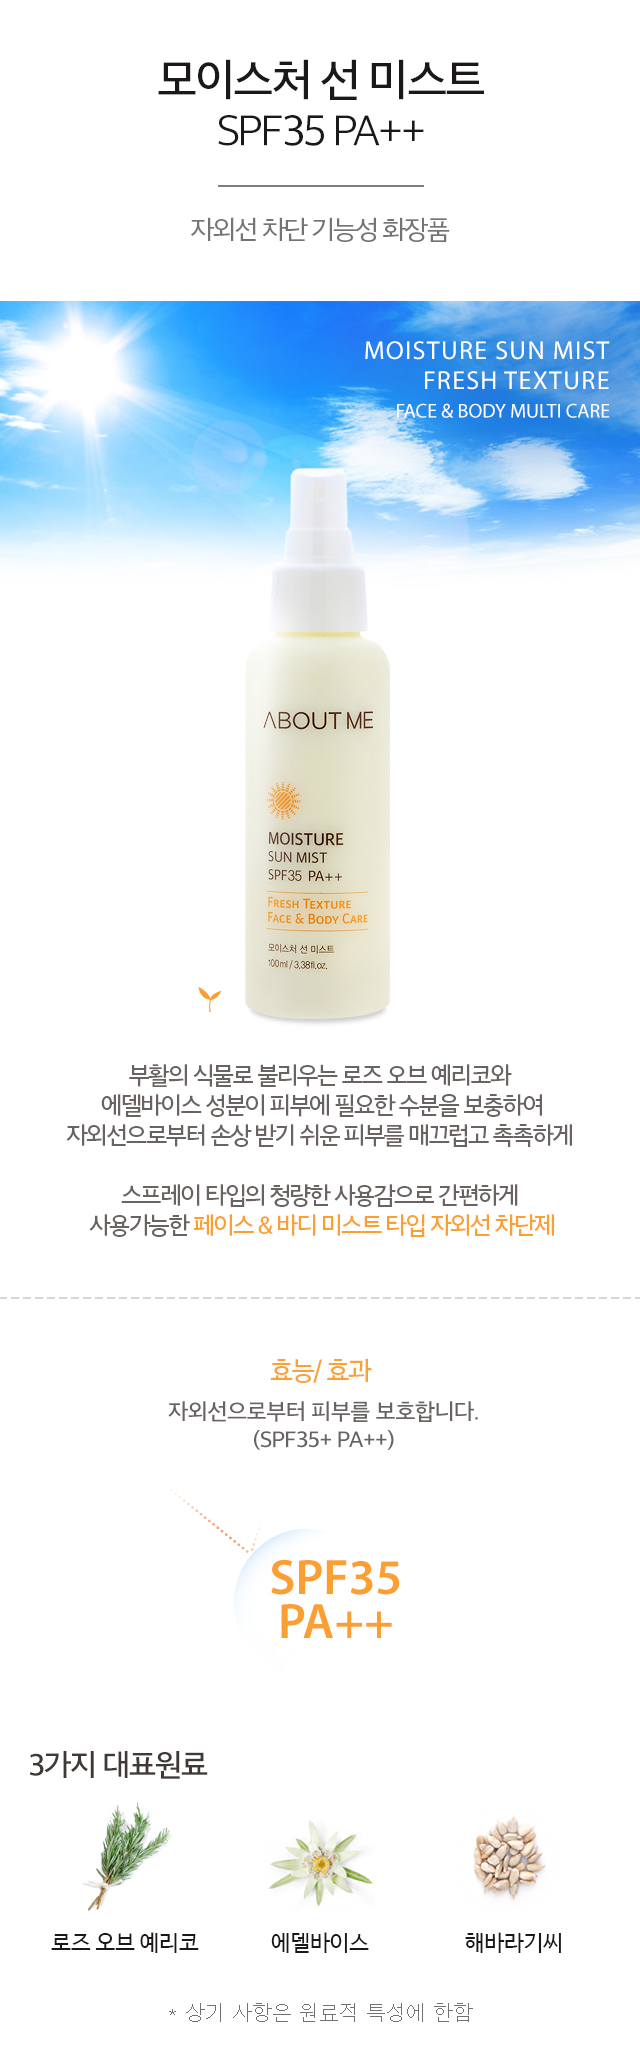 모이스처 선 미스트
SPF35 PA++
자외선 차단 기능성 화장품
MOISTURE SUN MIST
FRESH TEXTURE
FACE & BODY MULTI CARE
ABOUT ME
MOISTURE
SUN MIST
SPF35 PA++
FRESH TEXTURE
FACE & BODY CARE
모이스처 선 미스트
100ml / 3.38fl.oz.
부활의 식물로 불리우는 로즈 오브 예리코와
에델바이스 성분이 피부에 필요한 수분을 보충하여
자외선으로부터 손상 받기 쉬운 피부를 매끄럽고 촉촉하게
스프레이 타입의 청량한 사용감으로 간편하게
사용가능한 페이스 & 바디 미스트 타입 자외선 차단제
효능/ 효과
자외선으로부터 피부를 보호합니다.
(SPF35+ PA++)
SPF35
PA++
3가지 대표원료
로즈 오브 예리코
에델바이스
해바라기씨
* 상기 사항은 원료적 특성에 한함